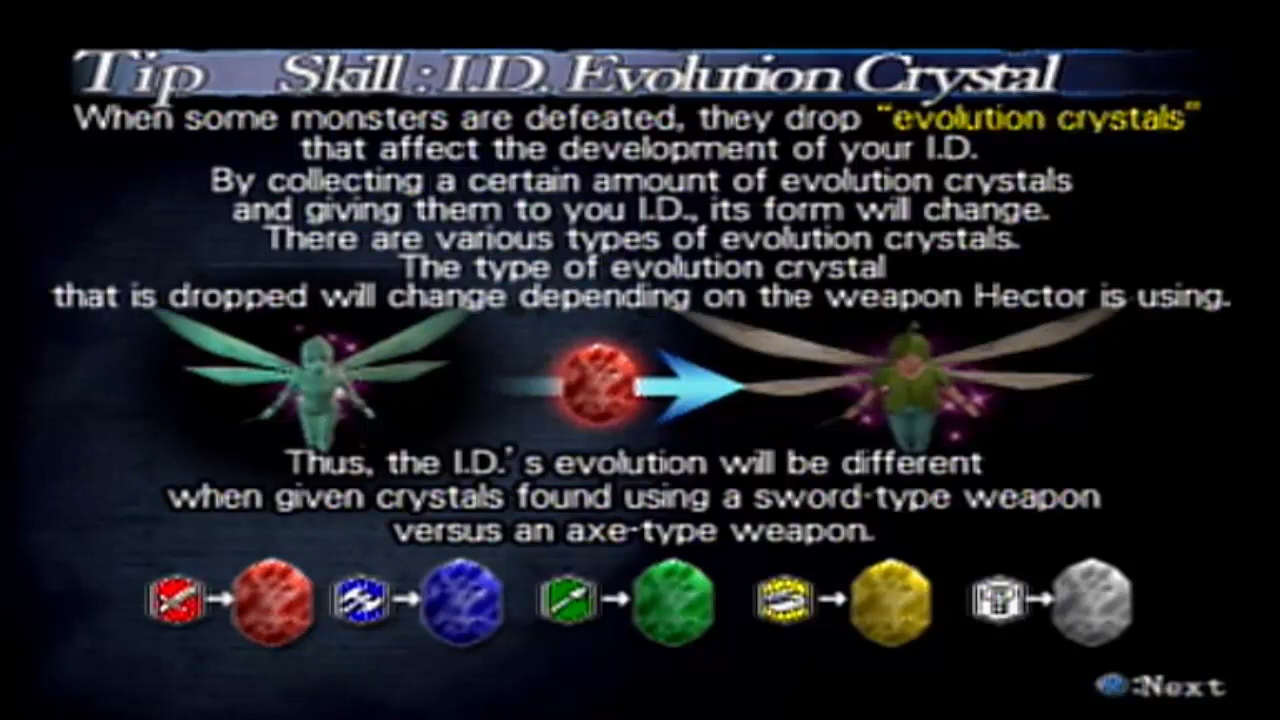 Tip Skill : I.D. Evolution Crystal
When some monsters are defeated, they drop "evolution crystals"
that affect the development of your I.D.
By collecting a certain amount of evolution crystals
and giving them to you I.D., its form will change.
There are various types of evolution crystals.
The type of evolution crystal
that is dropped will change depending on the weapon Hector is using.
Thus, the I.D.'s evolution will be different
when given crystals found using a sword-type weapon
versus an axe-type weapon.
:Next